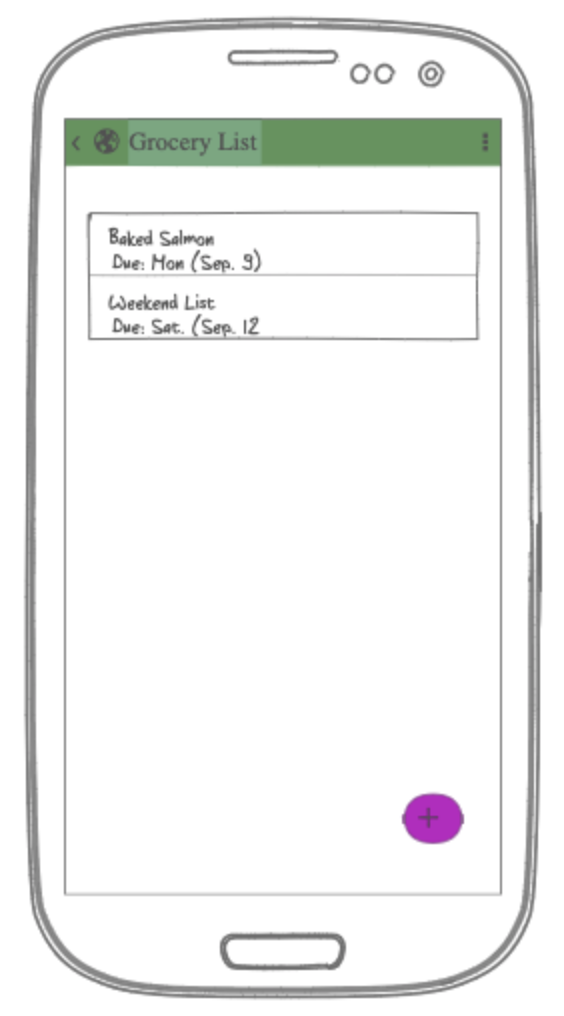 Grocery List
Baked Salmon
Due: Mon (Sep. 9)
Weekend List
Due: Sat. (Sep. 12